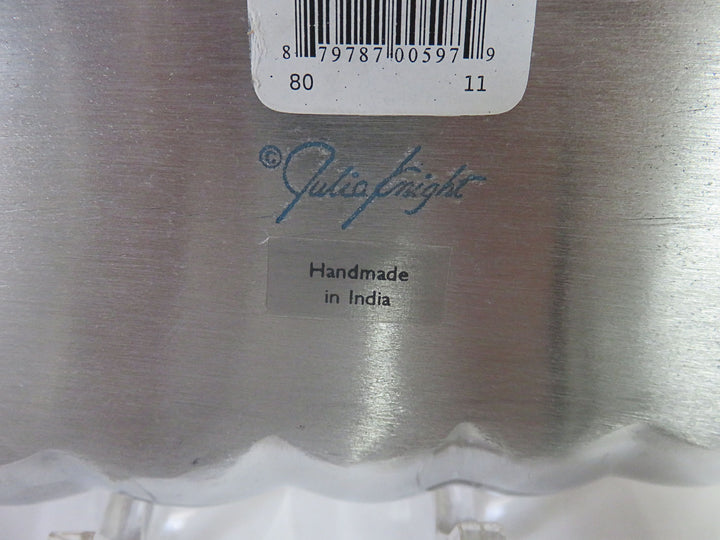 8 79787 00597 9
80 11
© Julia Knight
Handmade
in India